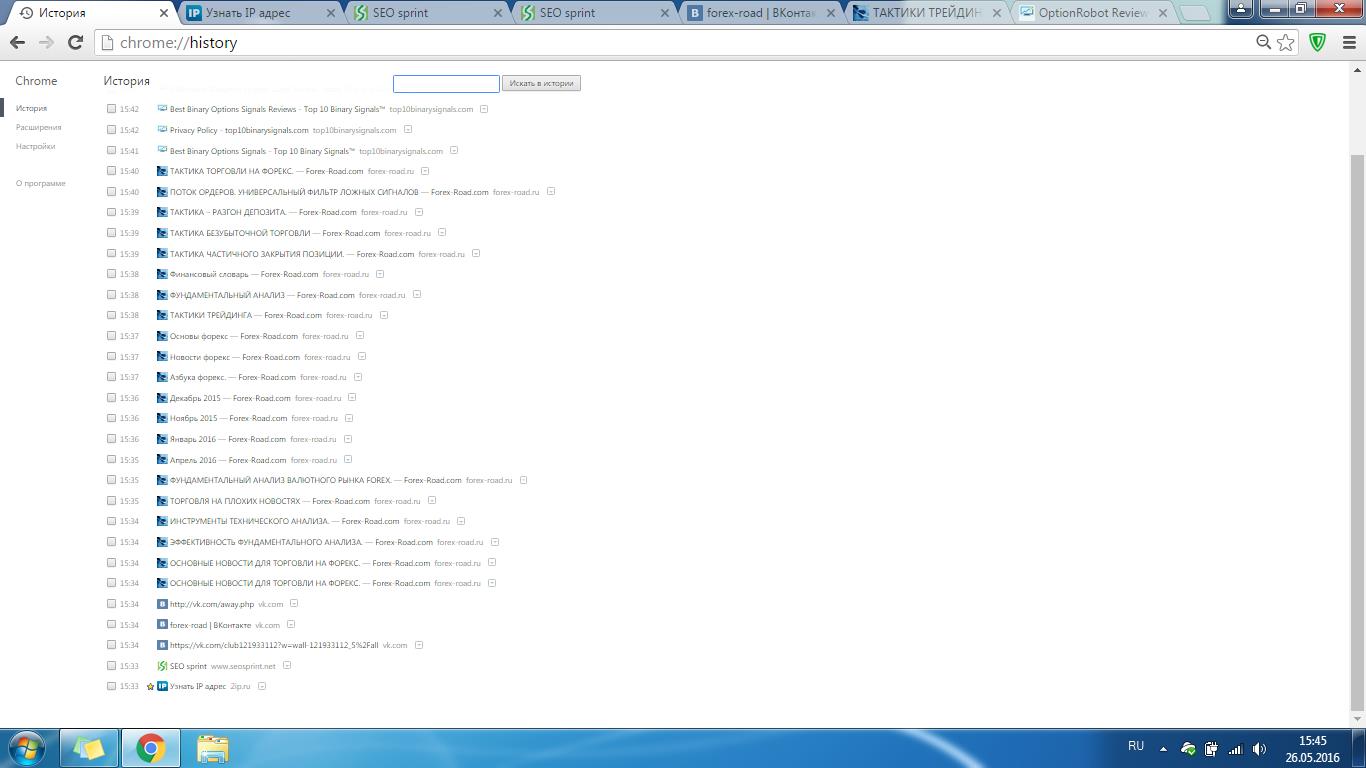 История
Узнать IP адрес
SEO sprint
SEO sprint
forex-road | ВКонтак
ТАКТИКИ ТРЕЙДИН
OptionRobot Review
chrome://history
Chrome
История
Искать в истории
История
Расширения
Настройки
О программе
15:42 Best Binary Options Signals Reviews - Top 10 Binary Signals™ top10binarysignals.com
15:42 Privacy Policy - top10binarysignals.com top10binarysignals.com
15:41 Best Binary Options Signals - Top 10 Binary Signals™ top10binarysignals.com
15:40 ТАКТИКА ТОРГОВЛИ НА ФОРЕКС. — Forex-Road.com forex-road.ru
15:40 ПОТОК ОРДЕРОВ. УНИВЕРСАЛЬНЫЙ ФИЛЬТР ЛОЖНЫХ СИГНАЛОВ — Forex-Road.com forex-road.ru
15:39 ТАКТИКА - РАЗГОН ДЕПОЗИТА. — Forex-Road.com forex-road.ru
15:39 ТАКТИКА БЕЗУБЫТОЧНОЙ ТОРГОВЛИ — Forex-Road.com forex-road.ru
15:39 ТАКТИКА ЧАСТИЧНОГО ЗАКРЫТИЯ ПОЗИЦИИ. — Forex-Road.com forex-road.ru
15:38 Финансовый словарь — Forex-Road.com forex-road.ru
15:38 ФУНДАМЕНТАЛЬНЫЙ АНАЛИЗ — Forex-Road.com forex-road.ru
15:38 ТАКТИКИ ТРЕЙДИНГА — Forex-Road.com forex-road.ru
15:37 Основы форекс — Forex-Road.com forex-road.ru
15:37 Новости форекс — Forex-Road.com forex-road.ru
15:37 Азбука форекс. — Forex-Road.com forex-road.ru
15:36 Декабрь 2015 — Forex-Road.com forex-road.ru
15:36 Ноябрь 2015 — Forex-Road.com forex-road.ru
15:36 Январь 2016 — Forex-Road.com forex-road.ru
15:35 Апрель 2016 — Forex-Road.com forex-road.ru
15:35 ФУНДАМЕНТАЛЬНЫЙ АНАЛИЗ ВАЛЮТНОГО РЫНКА FOREX. — Forex-Road.com forex-road.ru
15:35 ТОРГОВЛЯ НА ПЛОХИХ НОВОСТЯХ — Forex-Road.com forex-road.ru
15:34 ИНСТРУМЕНТЫ ТЕХНИЧЕСКОГО АНАЛИЗА. — Forex-Road.com forex-road.ru
15:34 ЭФФЕКТИВНОСТЬ ФУНДАМЕНТАЛЬНОГО АНАЛИЗА. — Forex-Road.com forex-road.ru
15:34 ОСНОВНЫЕ НОВОСТИ ДЛЯ ТОРГОВЛИ НА ФОРЕКС. — Forex-Road.com forex-road.ru
15:34 ОСНОВНЫЕ НОВОСТИ ДЛЯ ТОРГОВЛИ НА ФОРЕКС. — Forex-Road.com forex-road.ru
15:34 http://vk.com/away.php vk.com
15:34 forex-road | ВКонтакте vk.com
15:34 https://vk.com/club121933112?w=wall-121933112_5%2Fall vk.com
15:33 SEO sprint www.seosprint.net
15:33 Узнать IP адрес 2ip.ru
RU
15:45
26.05.2016